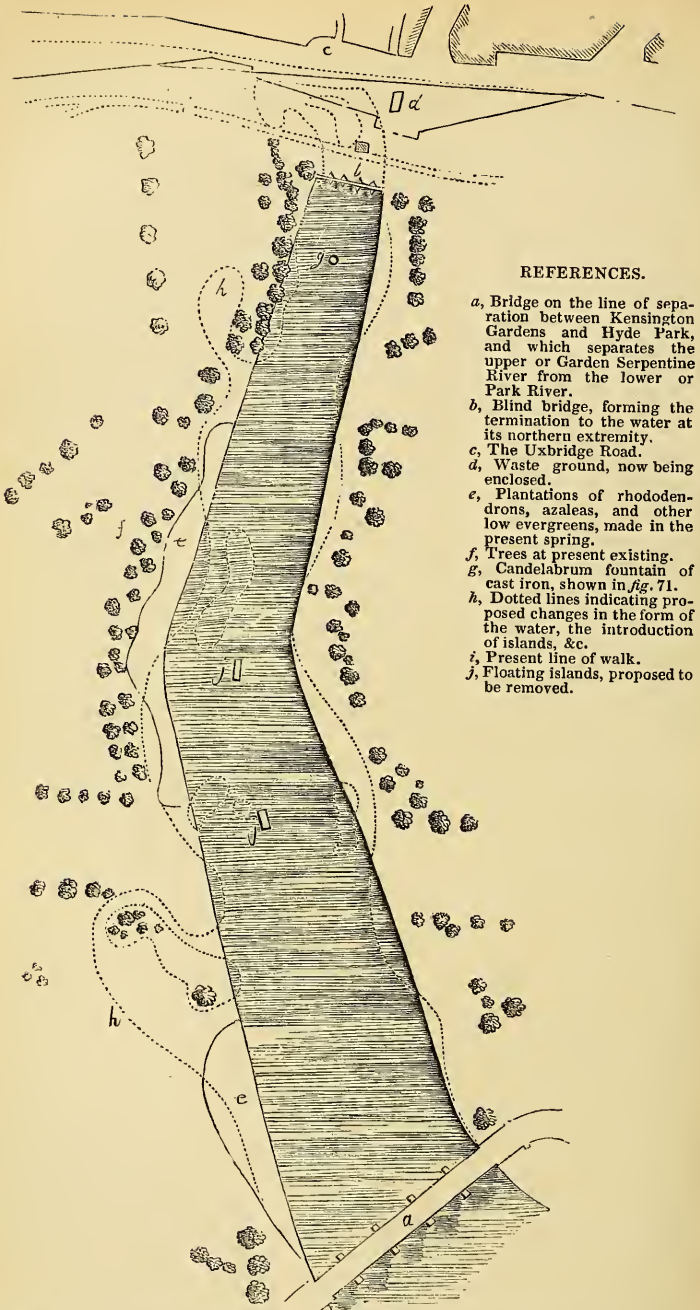 c
d
b
g
h
f
e
j
j
h
e
a
REFERENCES.
a, Bridge on the line of sepa-
ration between Kensington
Gardens and Hyde Park,
and which separates the
upper or Garden Serpentine
River from the lower or
Park River.
b, Blind bridge, forming the
termination to the water at
its northern extremity.
c, The Uxbridge Road.
d, Waste ground, now being
enclosed.
e, Plantations of rhododen-
drons, azaleas, and other
low evergreens, made in the
present spring.
f, Trees at present existing.
g, Candelabrum fountain of
cast iron, shown in fig. 71.
h, Dotted lines indicating pro-
posed changes in the form of
the water, the introduction
of islands, &c.
i, Present line of walk.
j, Floating islands, proposed to
be removed.